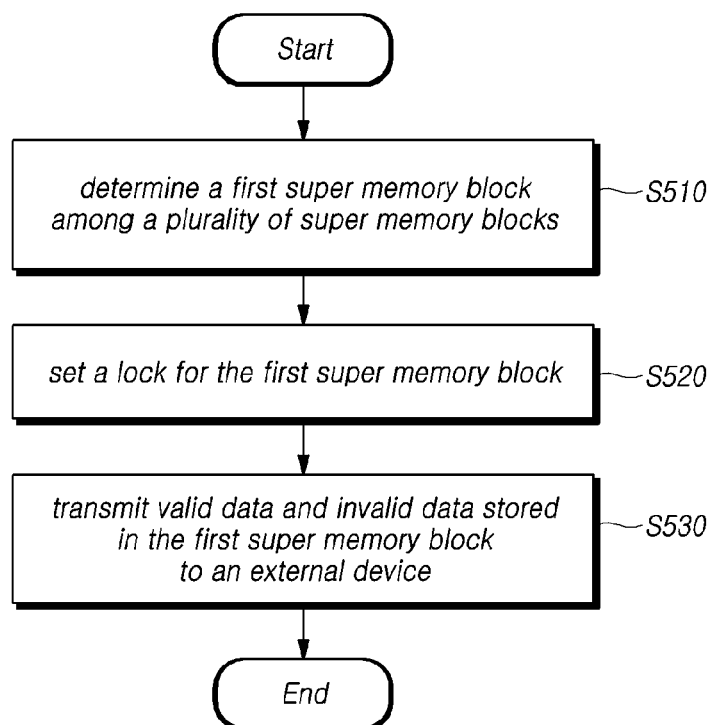 Start
determine a first super memory block
among a plurality of super memory blocks
S510
set a lock for the first super memory block
S520
transmit valid data and invalid data stored
in the first super memory block
to an external device
S530
End